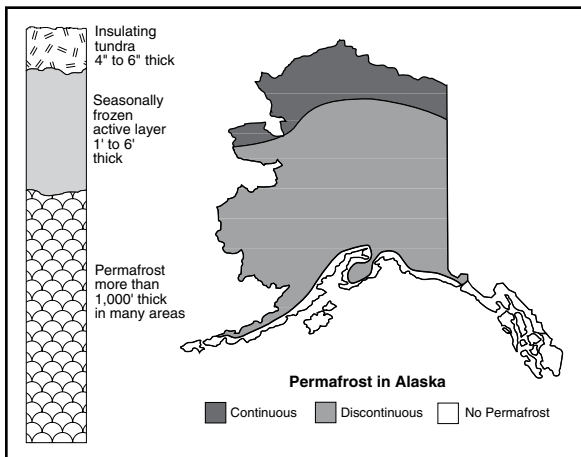 Insulating
tundra
4" to 6" thick
Seasonally
frozen
active layer
1' to 6'
thick
Permafrost
more than
1,000' thick
in many areas
Permafrost in Alaska
Continuous
Discontinuous
No Permafrost